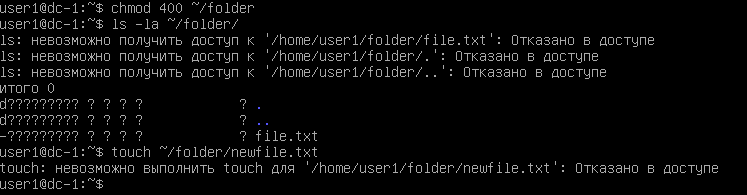 user1@dc-1:~$ chmod 400 ~/folder
user1@dc-1:~$ ls -la ~/folder/
ls: невозможно получить доступ к '/home/user1/folder/file.txt': Отказано в доступе
ls: невозможно получить доступ к '/home/user1/folder/.': Отказано в доступе
ls: невозможно получить доступ к '/home/user1/folder/..': Отказано в доступе
итого 0
d????????? ? ? ? ?            ? .
d????????? ? ? ? ?            ? ..
-????????? ? ? ? ?            ? file.txt
user1@dc-1:~$ touch ~/folder/newfile.txt
touch: невозможно выполнить touch для '/home/user1/folder/newfile.txt': Отказано в доступе
user1@dc-1:~$